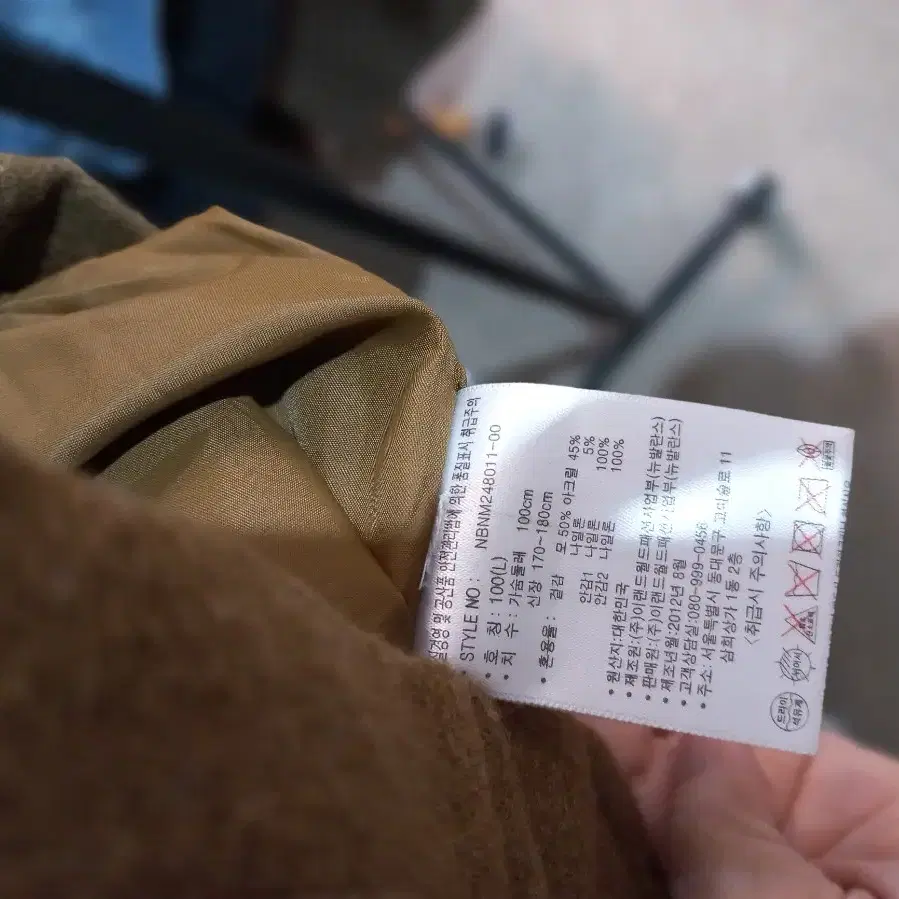 및 공산품 안전관리법에 의한 품질표시 취급주의
STYLE NO : NBNM248011-00
• 호 칭 : 100(L)
• 치 수 : 가슴둘레 100cm
신장 170~180cm
• 혼용율 : 겉감 모 50% 아크릴 45%
나일론 5%
안감1 나일론 100%
안감2 나일론 100%
• 원산지:대한민국
• 제조원:(주)이랜드월드패션사업부(뉴발란스)
• 판매원:(주)이랜드월드패션사업부(뉴발란스)
• 제조년월:2012년 8월
• 고객상담실:080-999-0456
• 주소: 서울특별시 동대문구 고미술로 11
삼희상가 1동 2층
<취급시 주의사항>
드라이
석유계